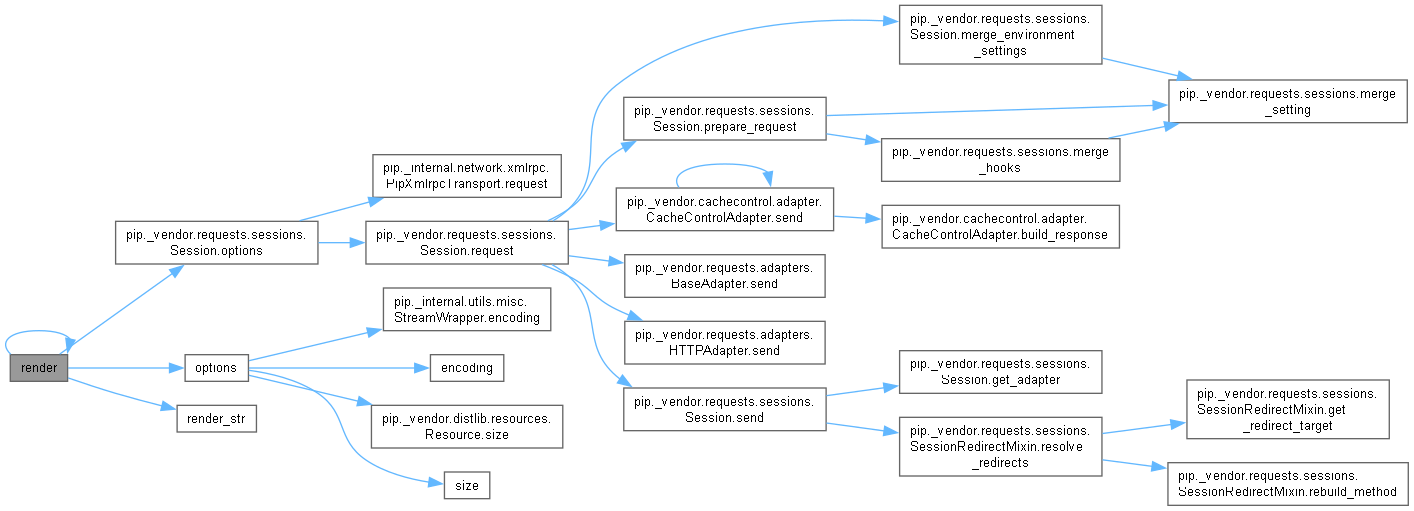 render
pip._vendor.requests.sessions.
Session.options
options
render_str
pip._internal.network.xmlrpc.
PipXmlrpcTransport.request
pip._vendor.requests.sessions.
Session.request
pip._internal.utils.misc.
StreamWrapper.encoding
encoding
pip._vendor.distlib.resources.
Resource.size
size
pip._vendor.requests.sessions.
Session.merge_environment
_settings
pip._vendor.requests.sessions.
Session.prepare_request
pip._vendor.cachecontrol.adapter.
CacheControlAdapter.send
pip._vendor.requests.adapters.
BaseAdapter.send
pip._vendor.requests.adapters.
HTTPAdapter.send
pip._vendor.requests.sessions.
Session.send
pip._vendor.requests.sessions.merge
_setting
pip._vendor.requests.sessions.merge
_hooks
pip._vendor.cachecontrol.adapter.
CacheControlAdapter.build_response
pip._vendor.requests.sessions.
Session.get_adapter
pip._vendor.requests.sessions.
SessionRedirectMixin.resolve
_redirects
pip._vendor.requests.sessions.
SessionRedirectMixin.get
_redirect_target
pip._vendor.requests.sessions.
SessionRedirectMixin.rebuild_method